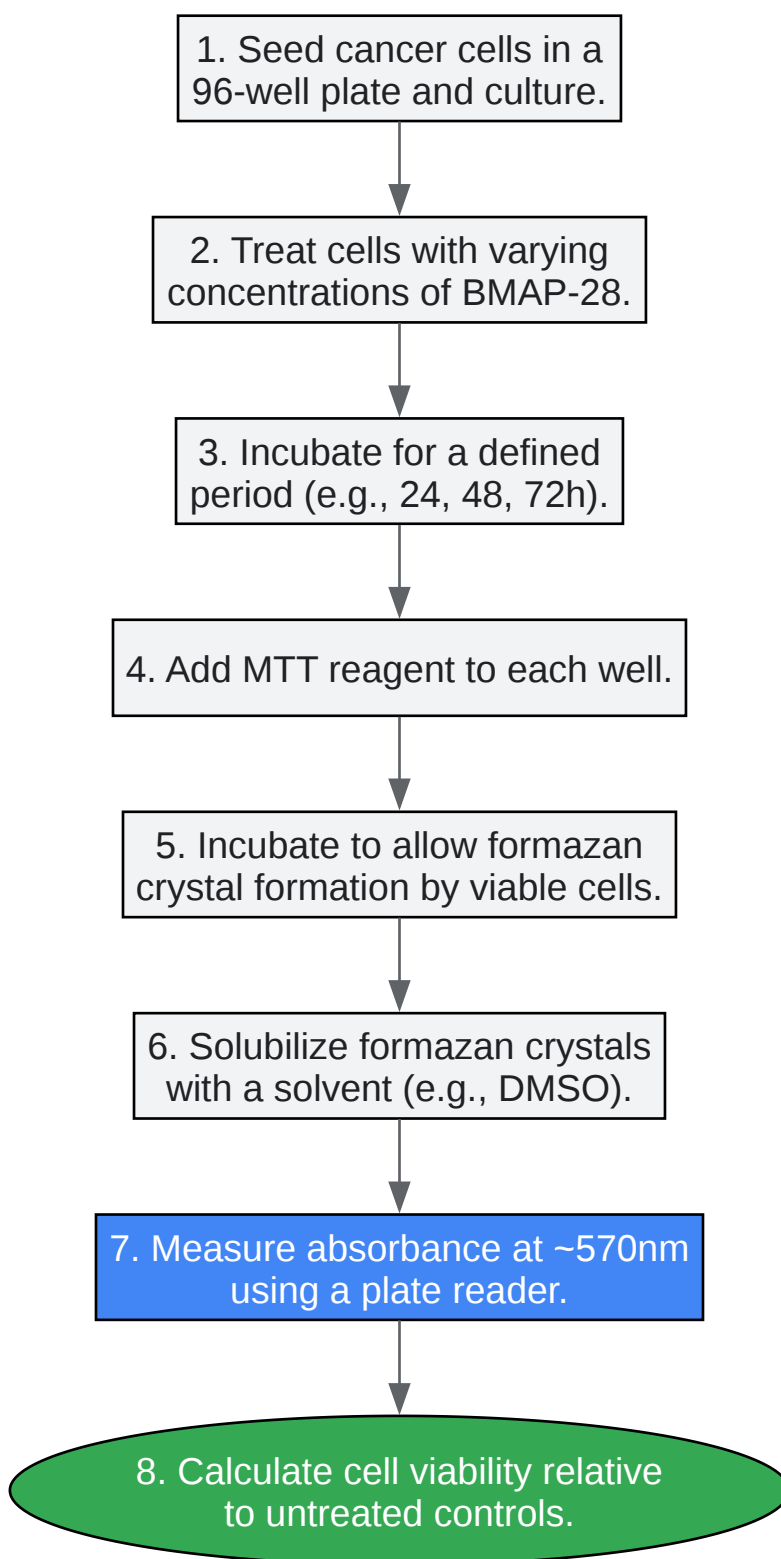 1. Seed cancer cells in a
96-well plate and culture.
2. Treat cells with varying
concentrations of BMAP-28.
3. Incubate for a defined
period (e.g., 24, 48, 72h).
4. Add MTT reagent to each well.
5. Incubate to allow formazan
crystal formation by viable cells.
6. Solubilize formazan crystals
with a solvent (e.g., DMSO).
7. Measure absorbance at ~570nm
using a plate reader.
8. Calculate cell viability relative
to untreated controls.